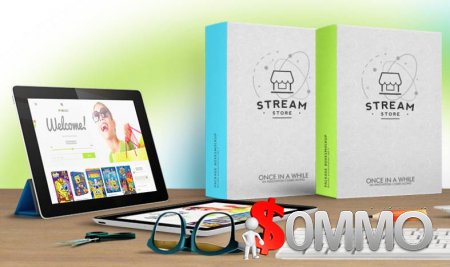 Welcome!
STREAM
STORE
ONCE IN A WHILE
STREAM
STORE
ONCE IN A WHILE
$OMMO